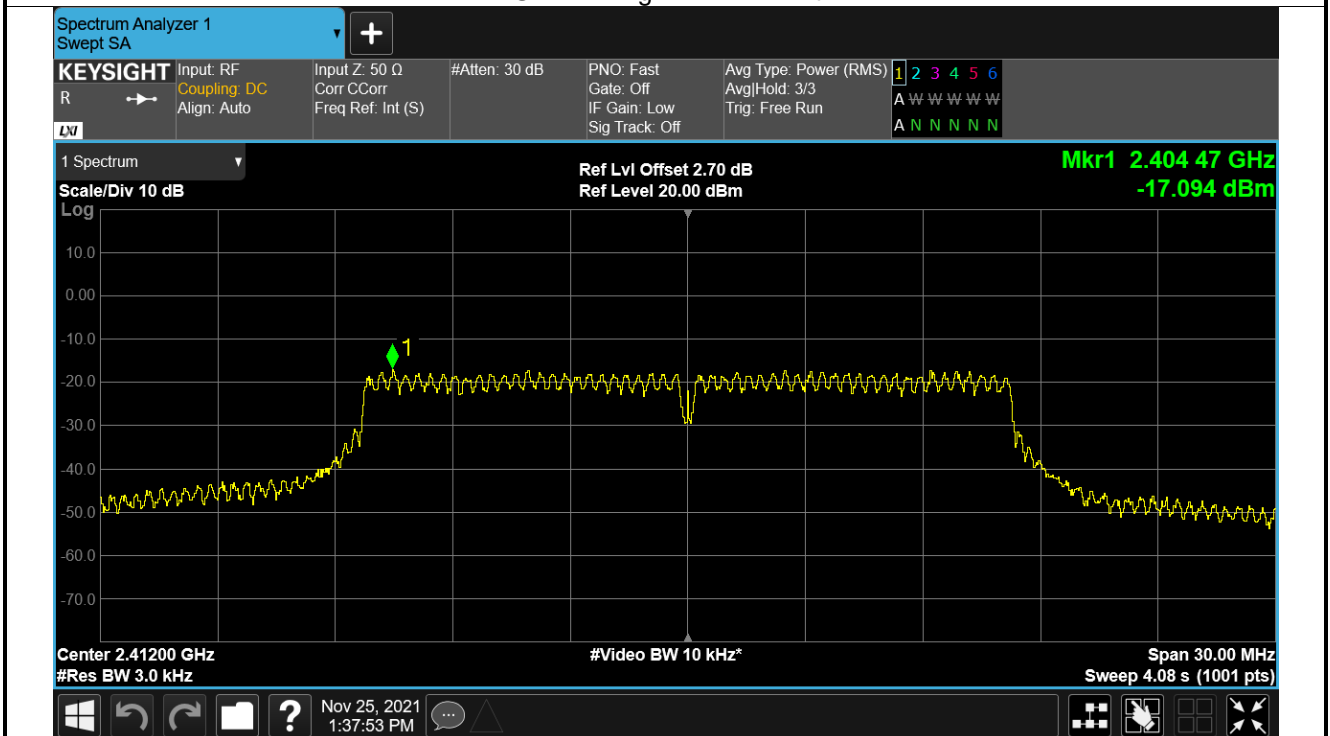 Spectrum Analyzer 1
Swept SA
+
KEYSIGHT
R
LXI
Input: RF
Coupling: DC
Align: Auto
Input Z: 50 Ω
Corr CCorr
Freq Ref: Int (S)
#Atten: 30 dB
PNO: Fast
Gate: Off
IF Gain: Low
Sig Track: Off
Avg Type: Power (RMS)
Avg|Hold: 3/3
Trig: Free Run
1 2 3 4 5 6
A W W W W W
A N N N N N
1 Spectrum
Scale/Div 10 dB
Log
Ref Lvl Offset 2.70 dB
Ref Level 20.00 dBm
Mkr1 2.404 47 GHz
-17.094 dBm
10.0
0.00
-10.0
1
-20.0
-30.0
-40.0
-50.0
-60.0
-70.0
Center 2.41200 GHz
#Res BW 3.0 kHz
#Video BW 10 kHz*
Span 30.00 MHz
Sweep 4.08 s (1001 pts)
?
Nov 25, 2021
1:37:53 PM